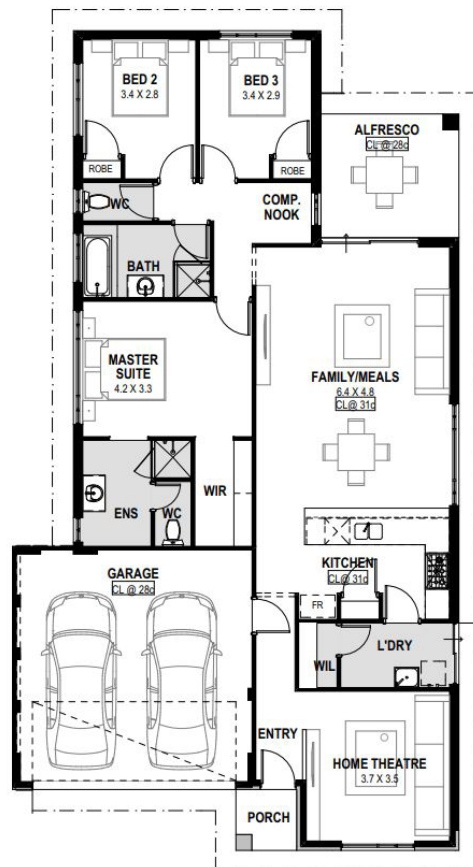 BED 2
3.4 X 2.8
BED 3
3.4 X 2.9
ALFRESCO
CL @ 28c
ROBE
ROBE
WC
COMP.
NOOK
BATH
MASTER
SUITE
4.2 X 3.3
FAMILY/MEALS
6.4 X 4.8
CL@ 31c
ENS
WC
WIR
GARAGE
CL @ 28c
KITCHEN
CL@ 31c
FR
WIL
L'DRY
ENTRY
HOME THEATRE
3.7 X 3.5
PORCH